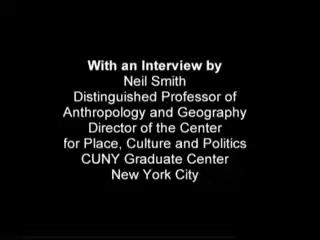 With an Interview by
Neil Smith
Distinguished Professor of
Anthropology and Geography
Director of the Center
for Place, Culture and Politics
CUNY Graduate Center
New York City